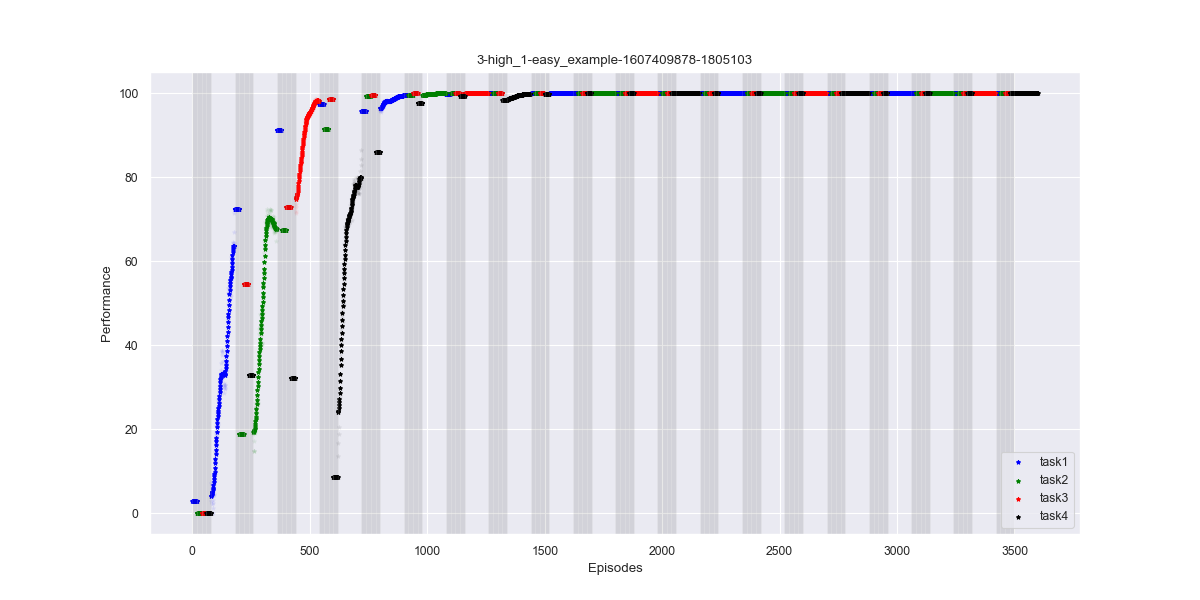 3-high_1-easy_example-1607409878-1805103
100
80
60
40
20
0
Performance
0 500 1000 1500 2000 2500 3000 3500
Episodes
task1
task2
task3
task4